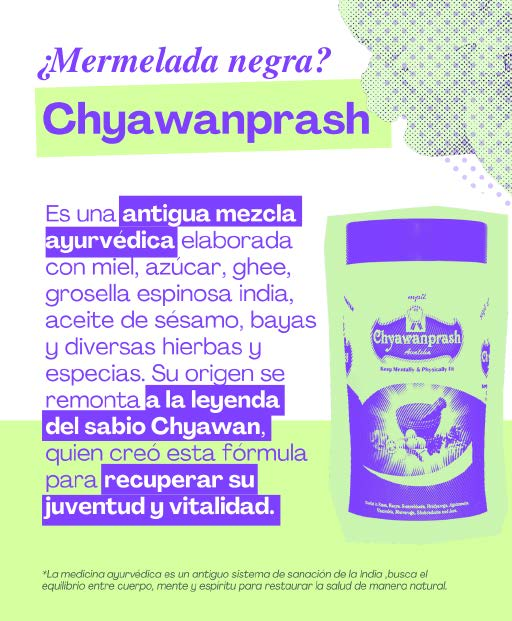 ¿Mermelada negra?
Chyawanprash
Es una antigua mezcla
ayurvédica elaborada
con miel, azúcar, ghee,
grosella espinosa india,
aceite de sésamo, bayas
y diversas hierbas y
especias. Su origen se
remonta a la leyenda
del sabio Chyawan,
quien creó esta fórmula
para recuperar su
juventud y vitalidad.
Chyawanprash
Avaleha
Keep Mentally & Physically Fit
*La medicina ayurvédica es un antiguo sistema de sanación de la india ,busca el
equilibrio entre cuerpo, mente y espíritu para restaurar la salud de manera natural.